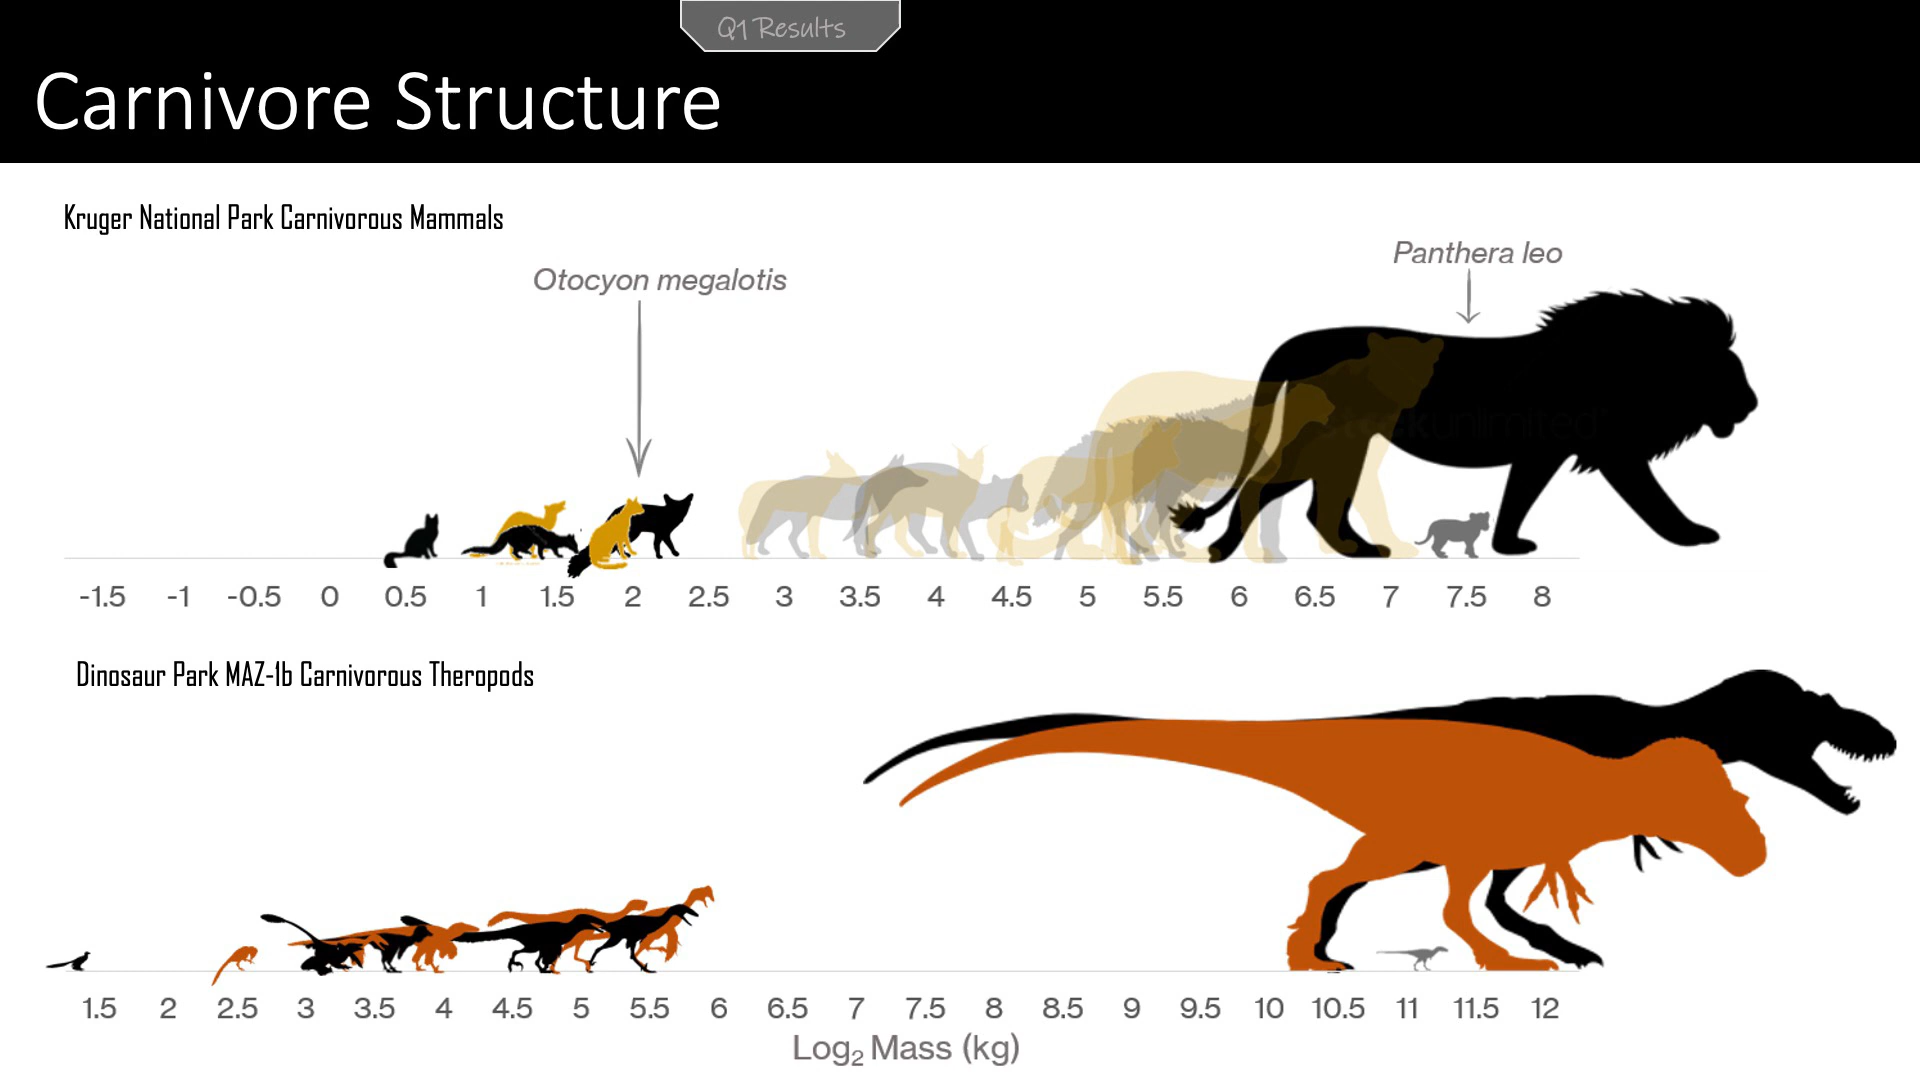 Q1 Results
Carnivore Structure
Kruger National Park Carnivorous Mammals
Otocyon megalotis
Panthera leo
-1.5 -1 -0.5 0 0.5 1 1.5 2 2.5 3 3.5 4 4.5 5 5.5 6 6.5 7 7.5 8
Dinosaur Park MAZ-1b Carnivorous Theropods
1.5 2 2.5 3 3.5 4 4.5 5 5.5 6 6.5 7 7.5 8 8.5 9 9.5 10 10.5 11 11.5 12
Log₂ Mass (kg)